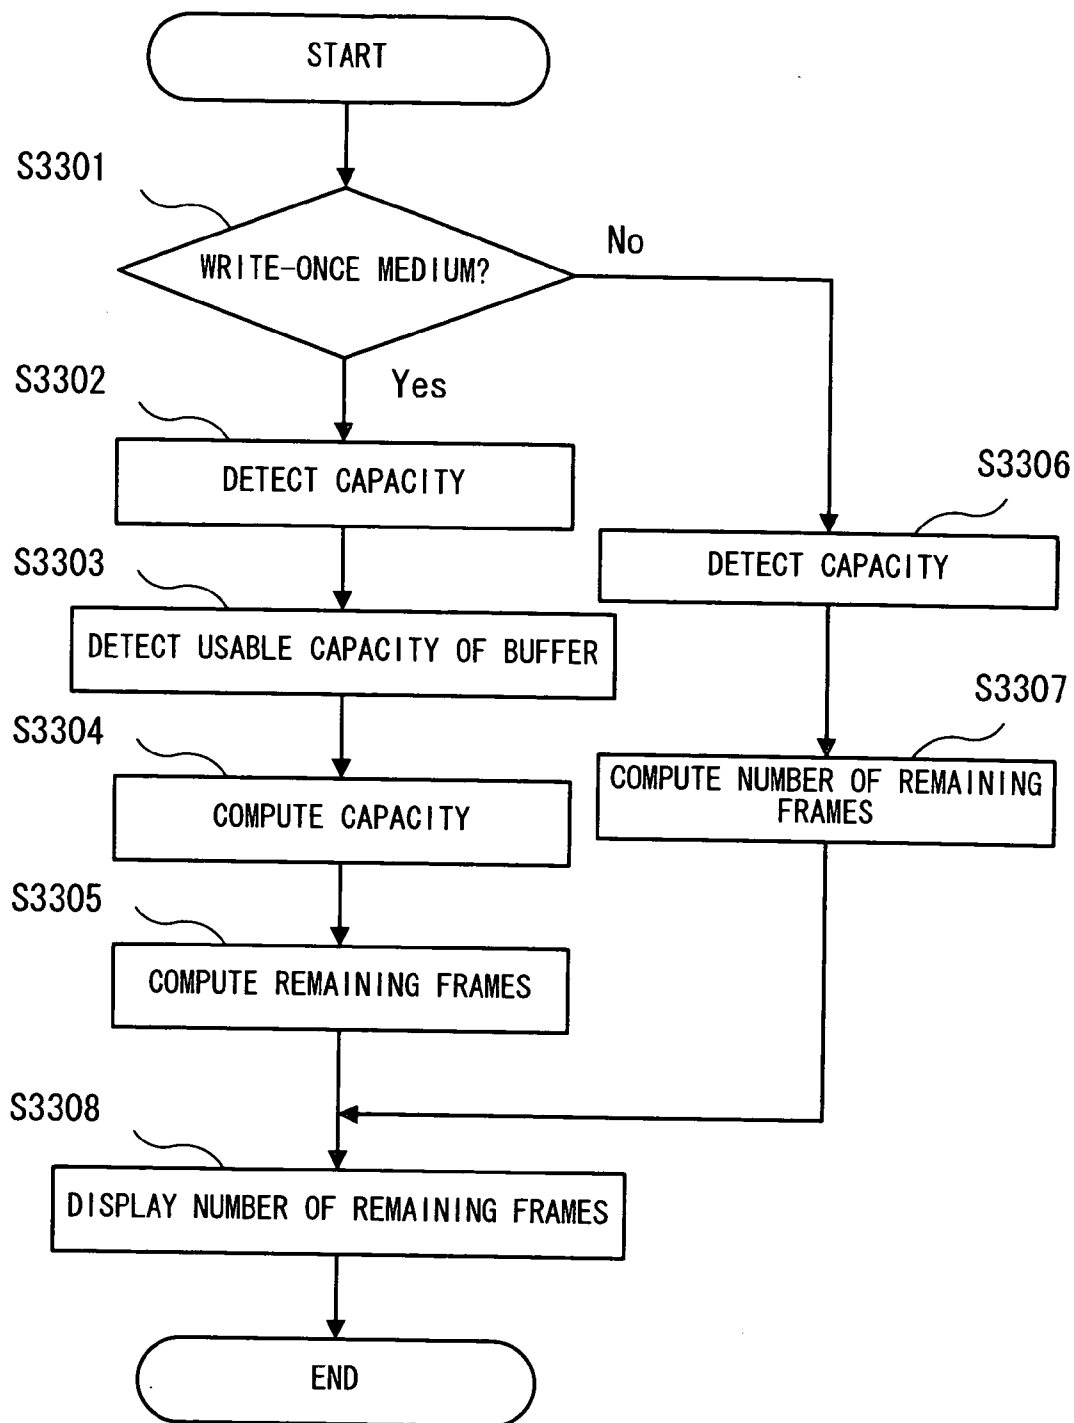 START
S3301
WRITE-ONCE MEDIUM?
No
S3302
Yes
DETECT CAPACITY
S3306
DETECT CAPACITY
S3303
DETECT USABLE CAPACITY OF BUFFER
S3307
COMPUTE NUMBER OF REMAINING
FRAMES
S3304
COMPUTE CAPACITY
S3305
COMPUTE REMAINING FRAMES
S3308
DISPLAY NUMBER OF REMAINING FRAMES
END